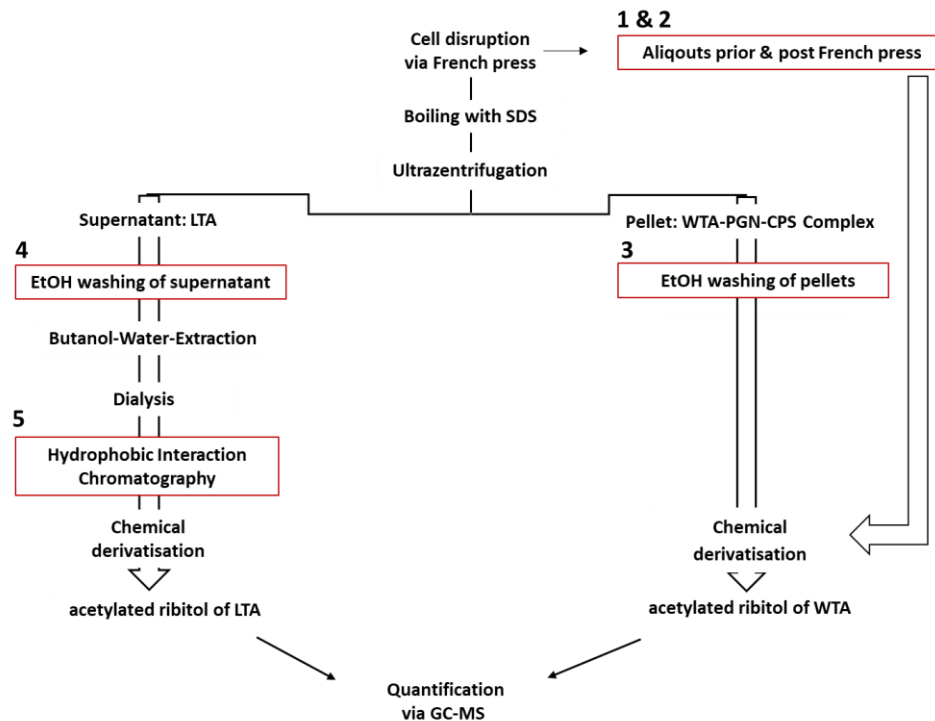 1 & 2
Cell disruption
via French press
Aliqouts prior & post French press
Boiling with SDS
Ultrazentrifugation
Supernatant: LTA
Pellet: WTA-PGN-CPS Complex
4
3
EtOH washing of supernatant
EtOH washing of pellets
Butanol-Water-Extraction
Dialysis
5
Hydrophobic Interaction
Chromatography
Chemical
derivatisation
Chemical
derivatisation
acetylated ribitol of LTA
acetylated ribitol of WTA
Quantification
via GC-MS